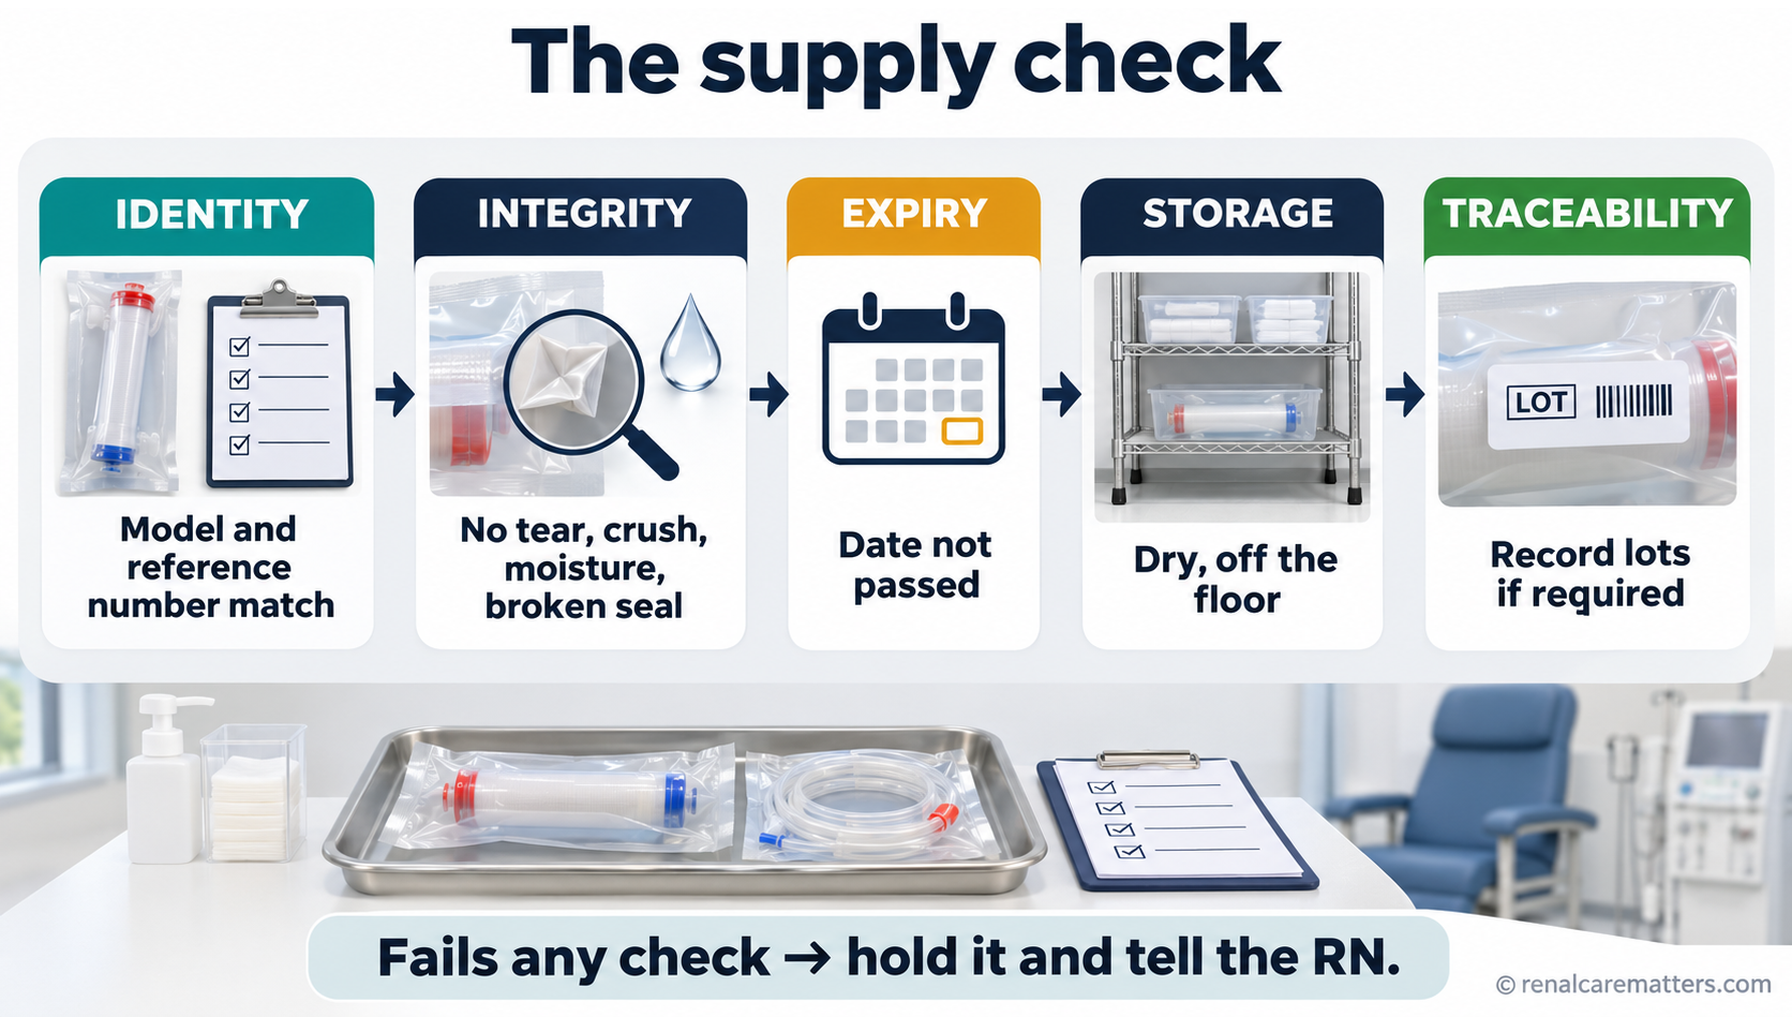 The supply check
IDENTITY
Model and
reference
number match
INTEGRITY
No tear, crush,
moisture,
broken seal
EXPIRY
Date not
passed
STORAGE
Dry, off the
floor
TRACEABILITY
LOT
Record lots
if required
Fails any check → hold it and tell the RN.
© renalcarematters.com